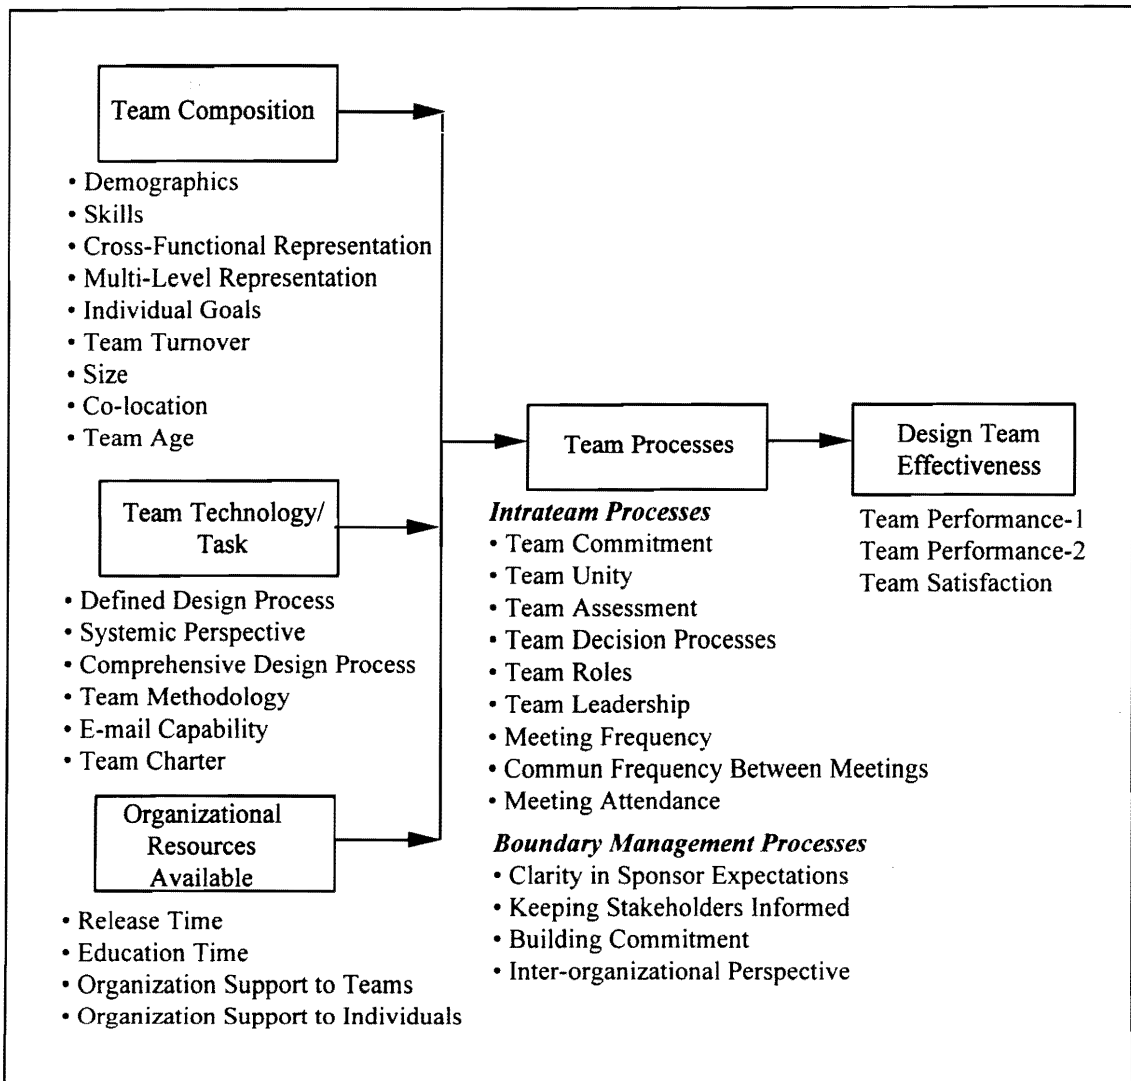 Team Composition
• Demographics
• Skills
• Cross-Functional Representation
• Multi-Level Representation
• Individual Goals
• Team Turnover
• Size
• Co-location
• Team Age
Team Technology/
Task
• Defined Design Process
• Systemic Perspective
• Comprehensive Design Process
• Team Methodology
• E-mail Capability
• Team Charter
Organizational
Resources
Available
• Release Time
• Education Time
• Organization Support to Teams
• Organization Support to Individuals
Team Processes
Intrateam Processes
• Team Commitment
• Team Unity
• Team Assessment
• Team Decision Processes
• Team Roles
• Team Leadership
• Meeting Frequency
• Commun Frequency Between Meetings
• Meeting Attendance
Boundary Management Processes
• Clarity in Sponsor Expectations
• Keeping Stakeholders Informed
• Building Commitment
• Inter-organizational Perspective
Design Team
Effectiveness
Team Performance-1
Team Performance-2
Team Satisfaction